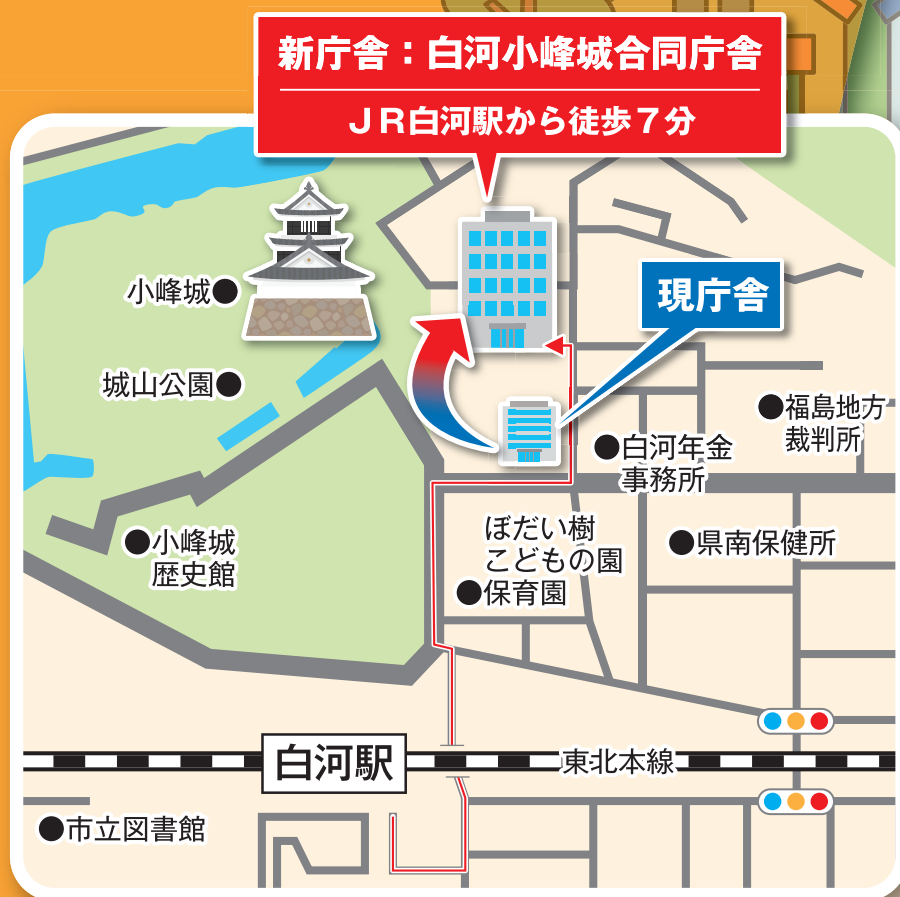 新庁舎：白河小峰城合同庁舎
ＪＲ白河駅から徒歩７分
現庁舎
小峰城●
城山公園●
●福島地方
裁判所
●白河年金
事務所
●小峰城
歴史館
ぼだい樹
こどもの園
●保育園
●県南保健所
白河駅
東北本線
●市立図書館